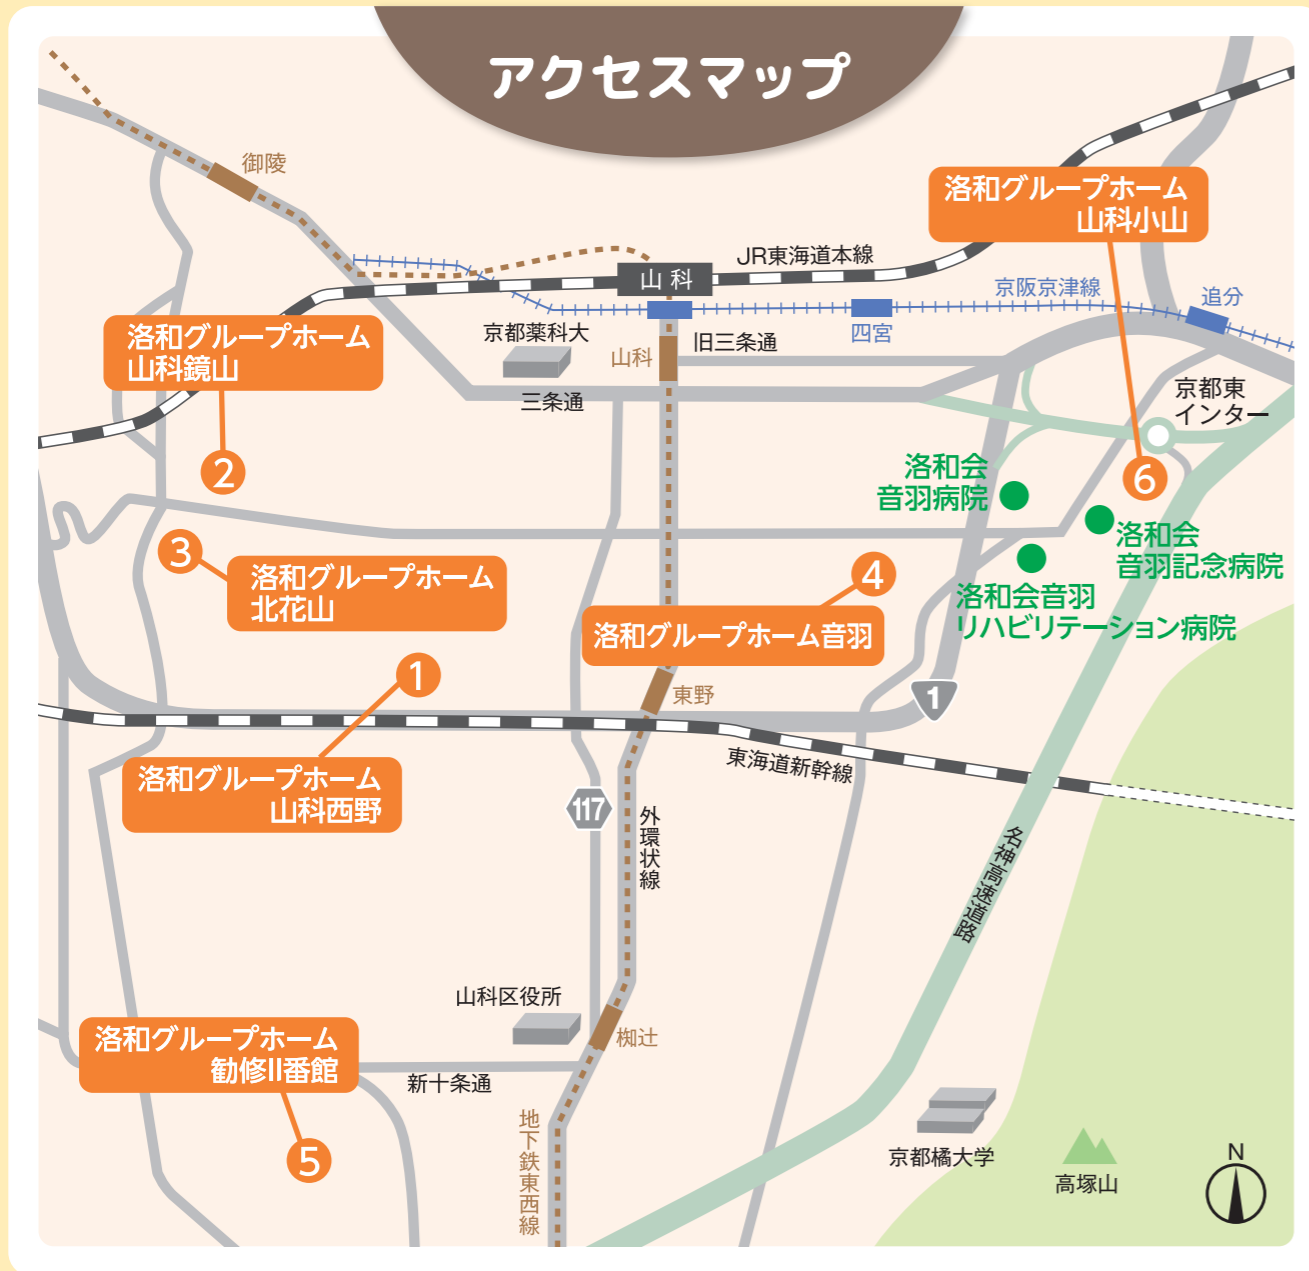 アクセスマップ
御陵
洛和グループホーム
山科小山
JR東海道本線
山科
京阪京津線
追分
四宮
京都薬科大
旧三条通
山科
洛和グループホーム
山科鏡山
三条通
京都東
インター
2
洛和会
音羽病院
6
洛和会
音羽記念病院
3
洛和グループホーム
北花山
4
洛和会音羽
リハビリテーション病院
洛和グループホーム音羽
1
東野
1
東海道新幹線
洛和グループホーム
山科西野
117
外環状線
名神高速道路
山科区役所
椥辻
洛和グループホーム
勧修II番館
新十条通
地下鉄東西線
5
京都橘大学
高塚山
N